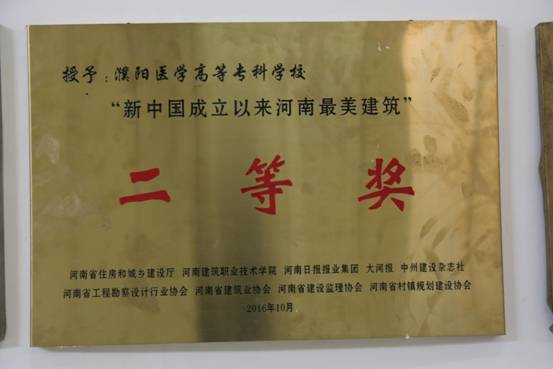 授予：濮阳医学高等专科学校
“新中国成立以来河南最美建筑”
二等奖
河南省住房和城乡建设厅 河南建筑职业技术学院 河南日报报业集团 大河报 中州建设杂志社
河南省工程勘察设计行业协会 河南省建筑业协会 河南省建设监理协会 河南省村镇规划建设协会
2016年10月